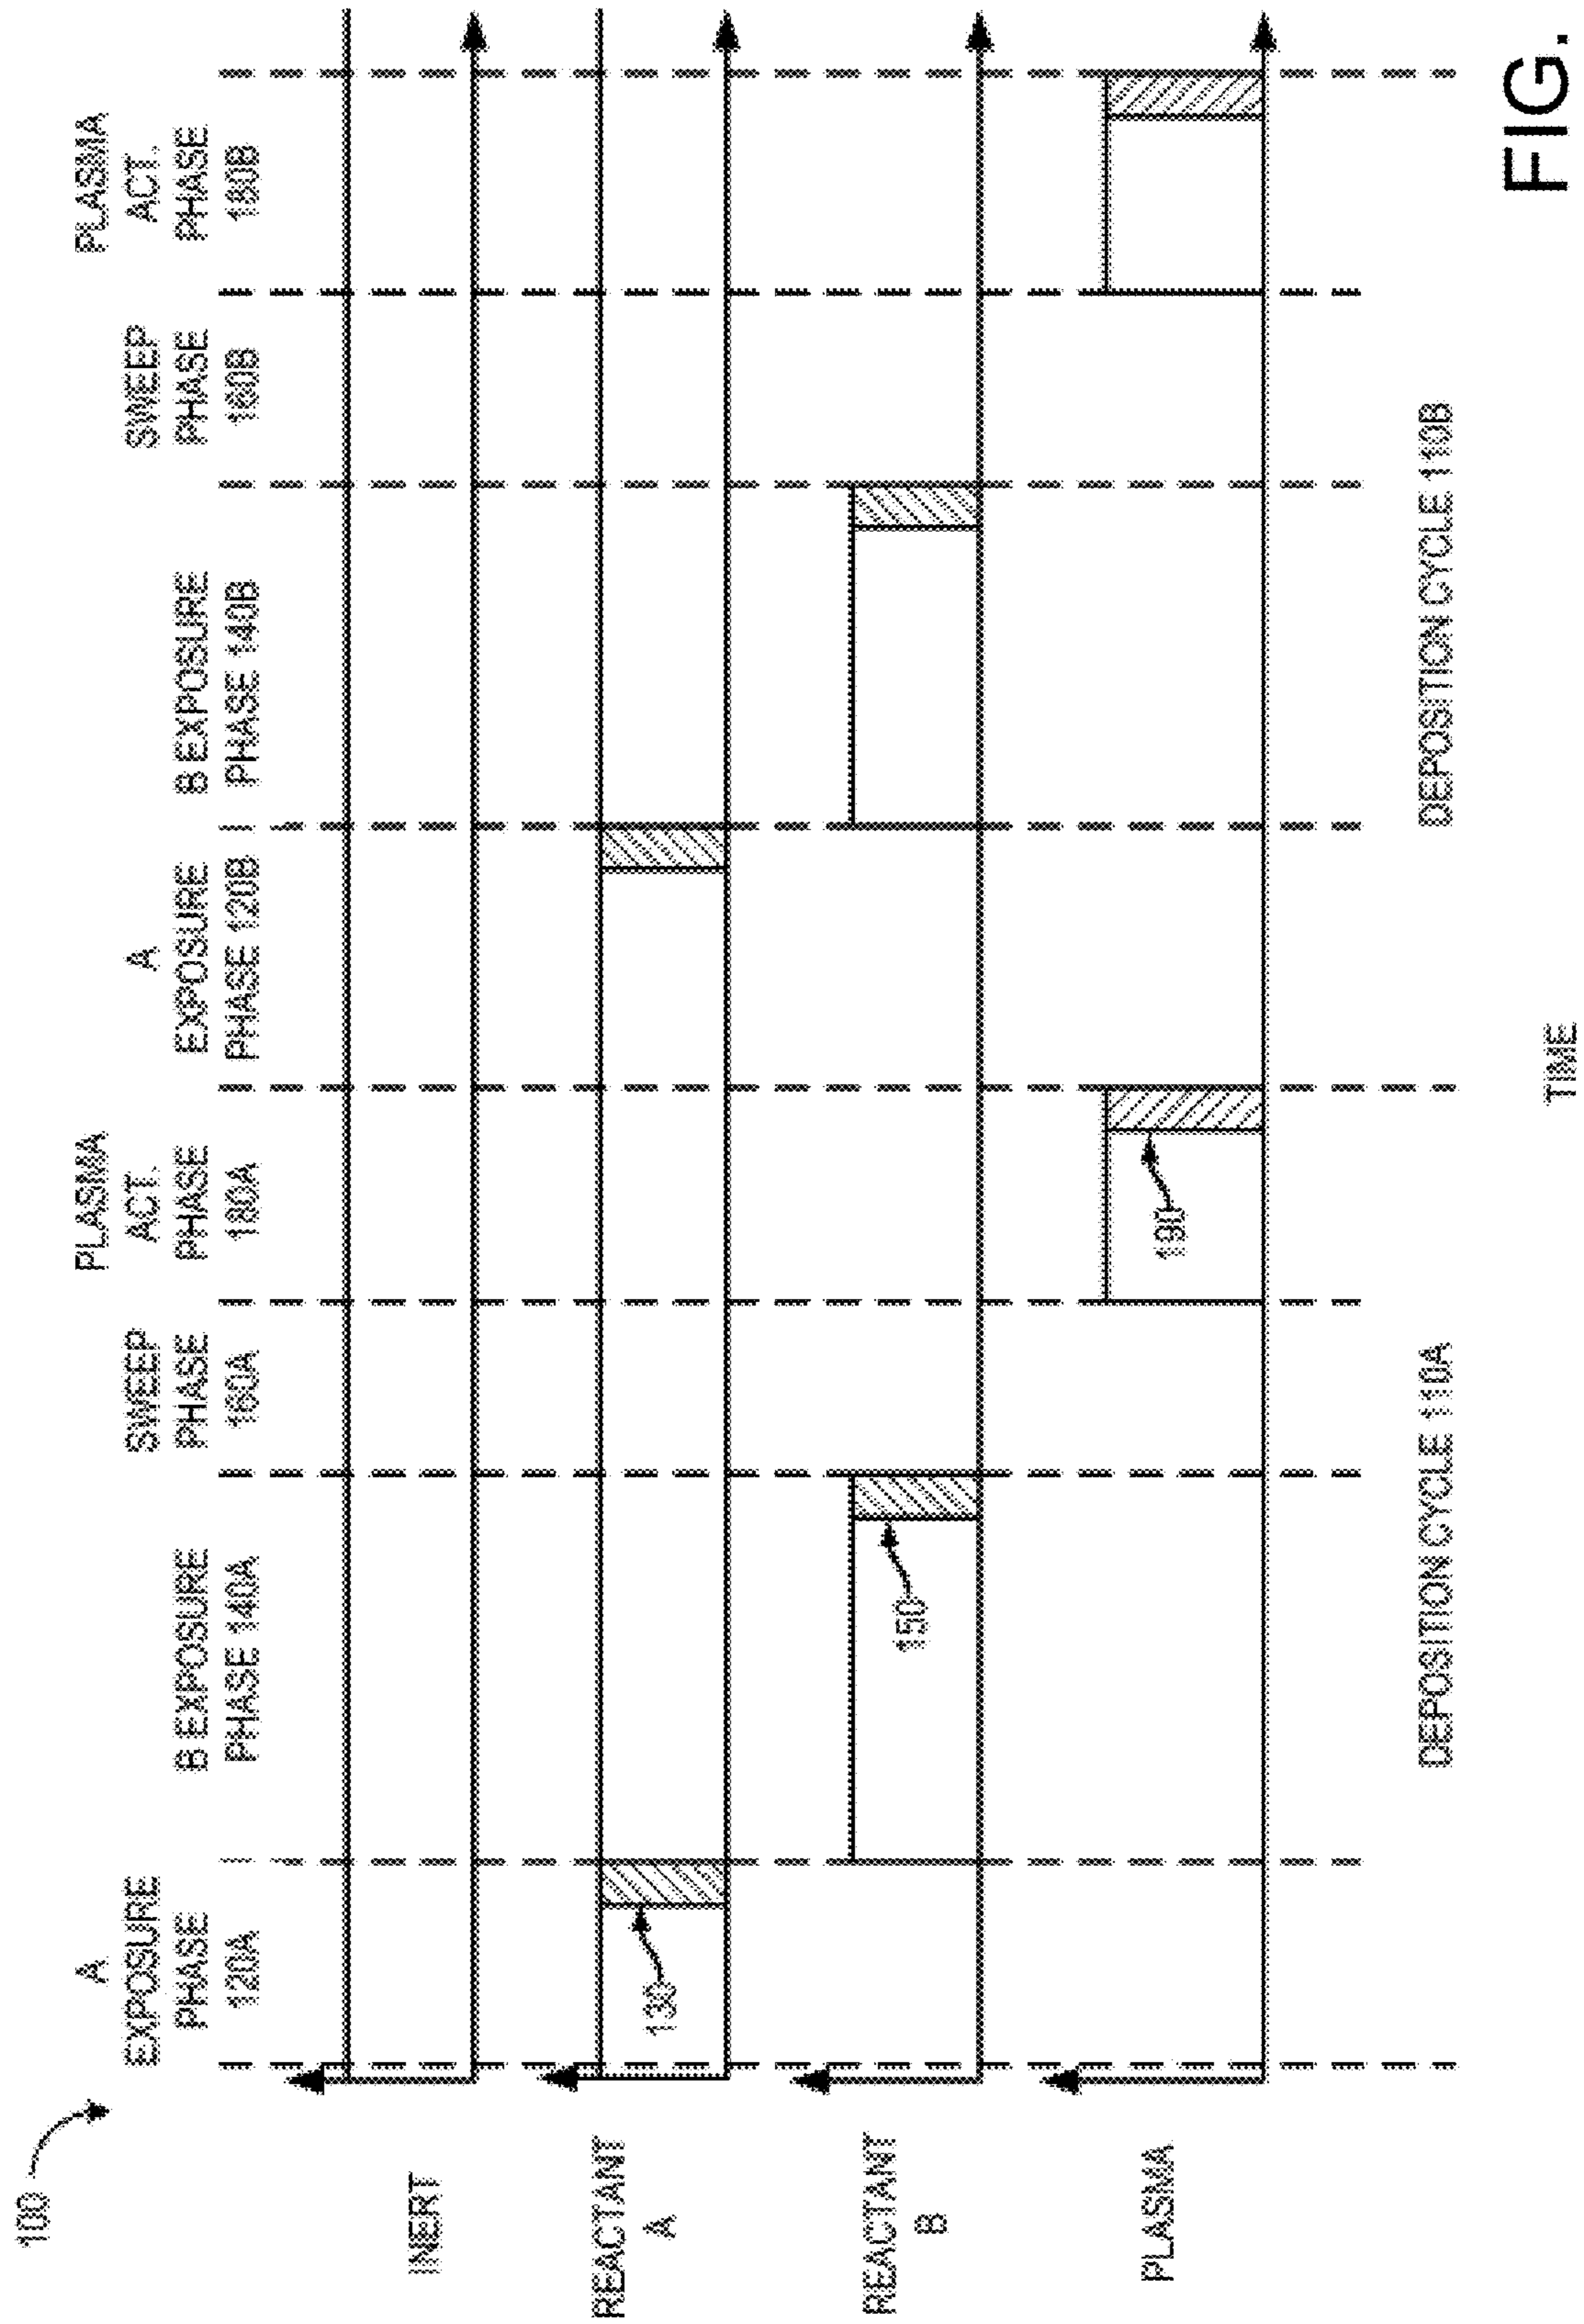 100
A
EXPOSURE
PHASE
120A
B EXPOSURE
PHASE 140A
SWEEP
PHASE
160A
PLASMA
ACT.
PHASE
180A
A
EXPOSURE
PHASE 120B
B EXPOSURE
PHASE 140B
SWEEP
PHASE
160B
PLASMA
ACT.
PHASE
180B
INERT
REACTANT
A
130
REACTANT
B
150
PLASMA
190
DEPOSITION CYCLE 110A
DEPOSITION CYCLE 110B
TIME
FIG.